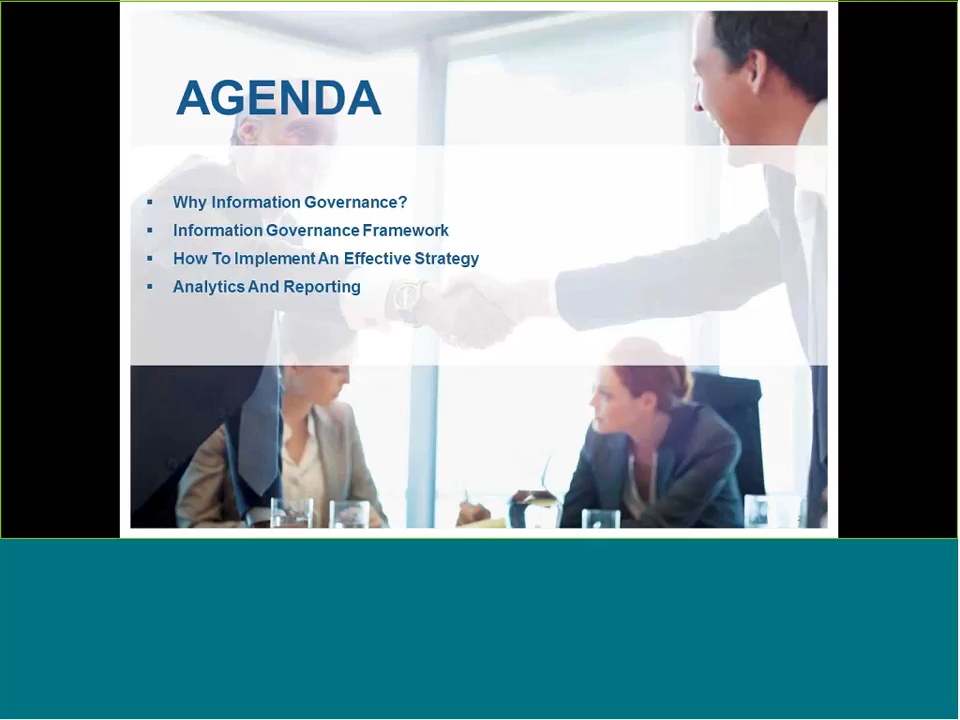 AGENDA
Why Information Governance?
Information Governance Framework
How To Implement An Effective Strategy
Analytics And Reporting